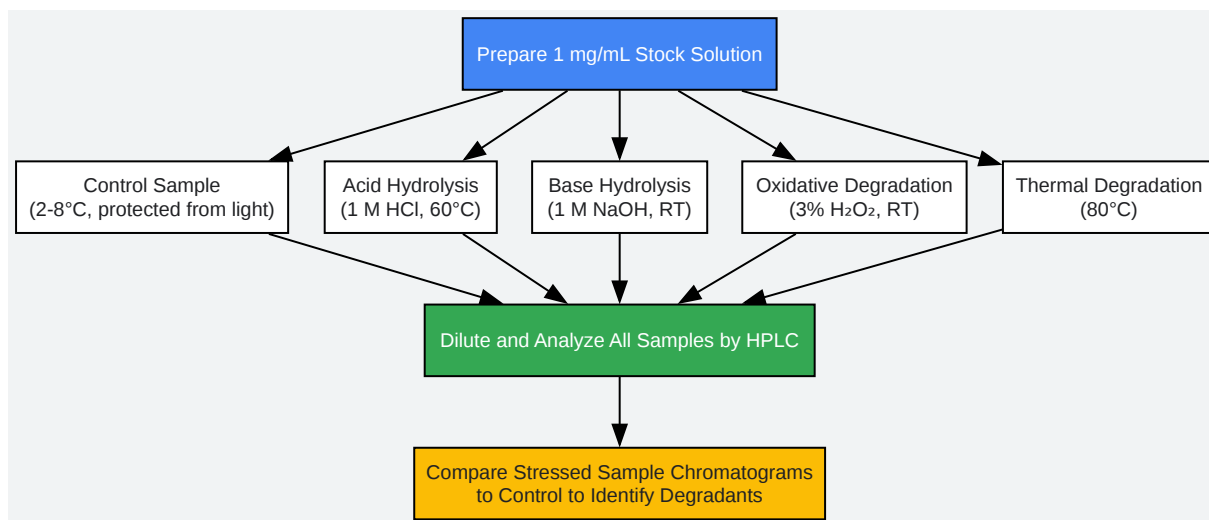 Prepare 1 mg/mL Stock Solution
Control Sample
(2-8°C, protected from light)
Acid Hydrolysis
(1 M HCl, 60°C)
Base Hydrolysis
(1 M NaOH, RT)
Oxidative Degradation
(3% H₂O₂, RT)
Thermal Degradation
(80°C)
Dilute and Analyze All Samples by HPLC
Compare Stressed Sample Chromatograms
to Control to Identify Degradants